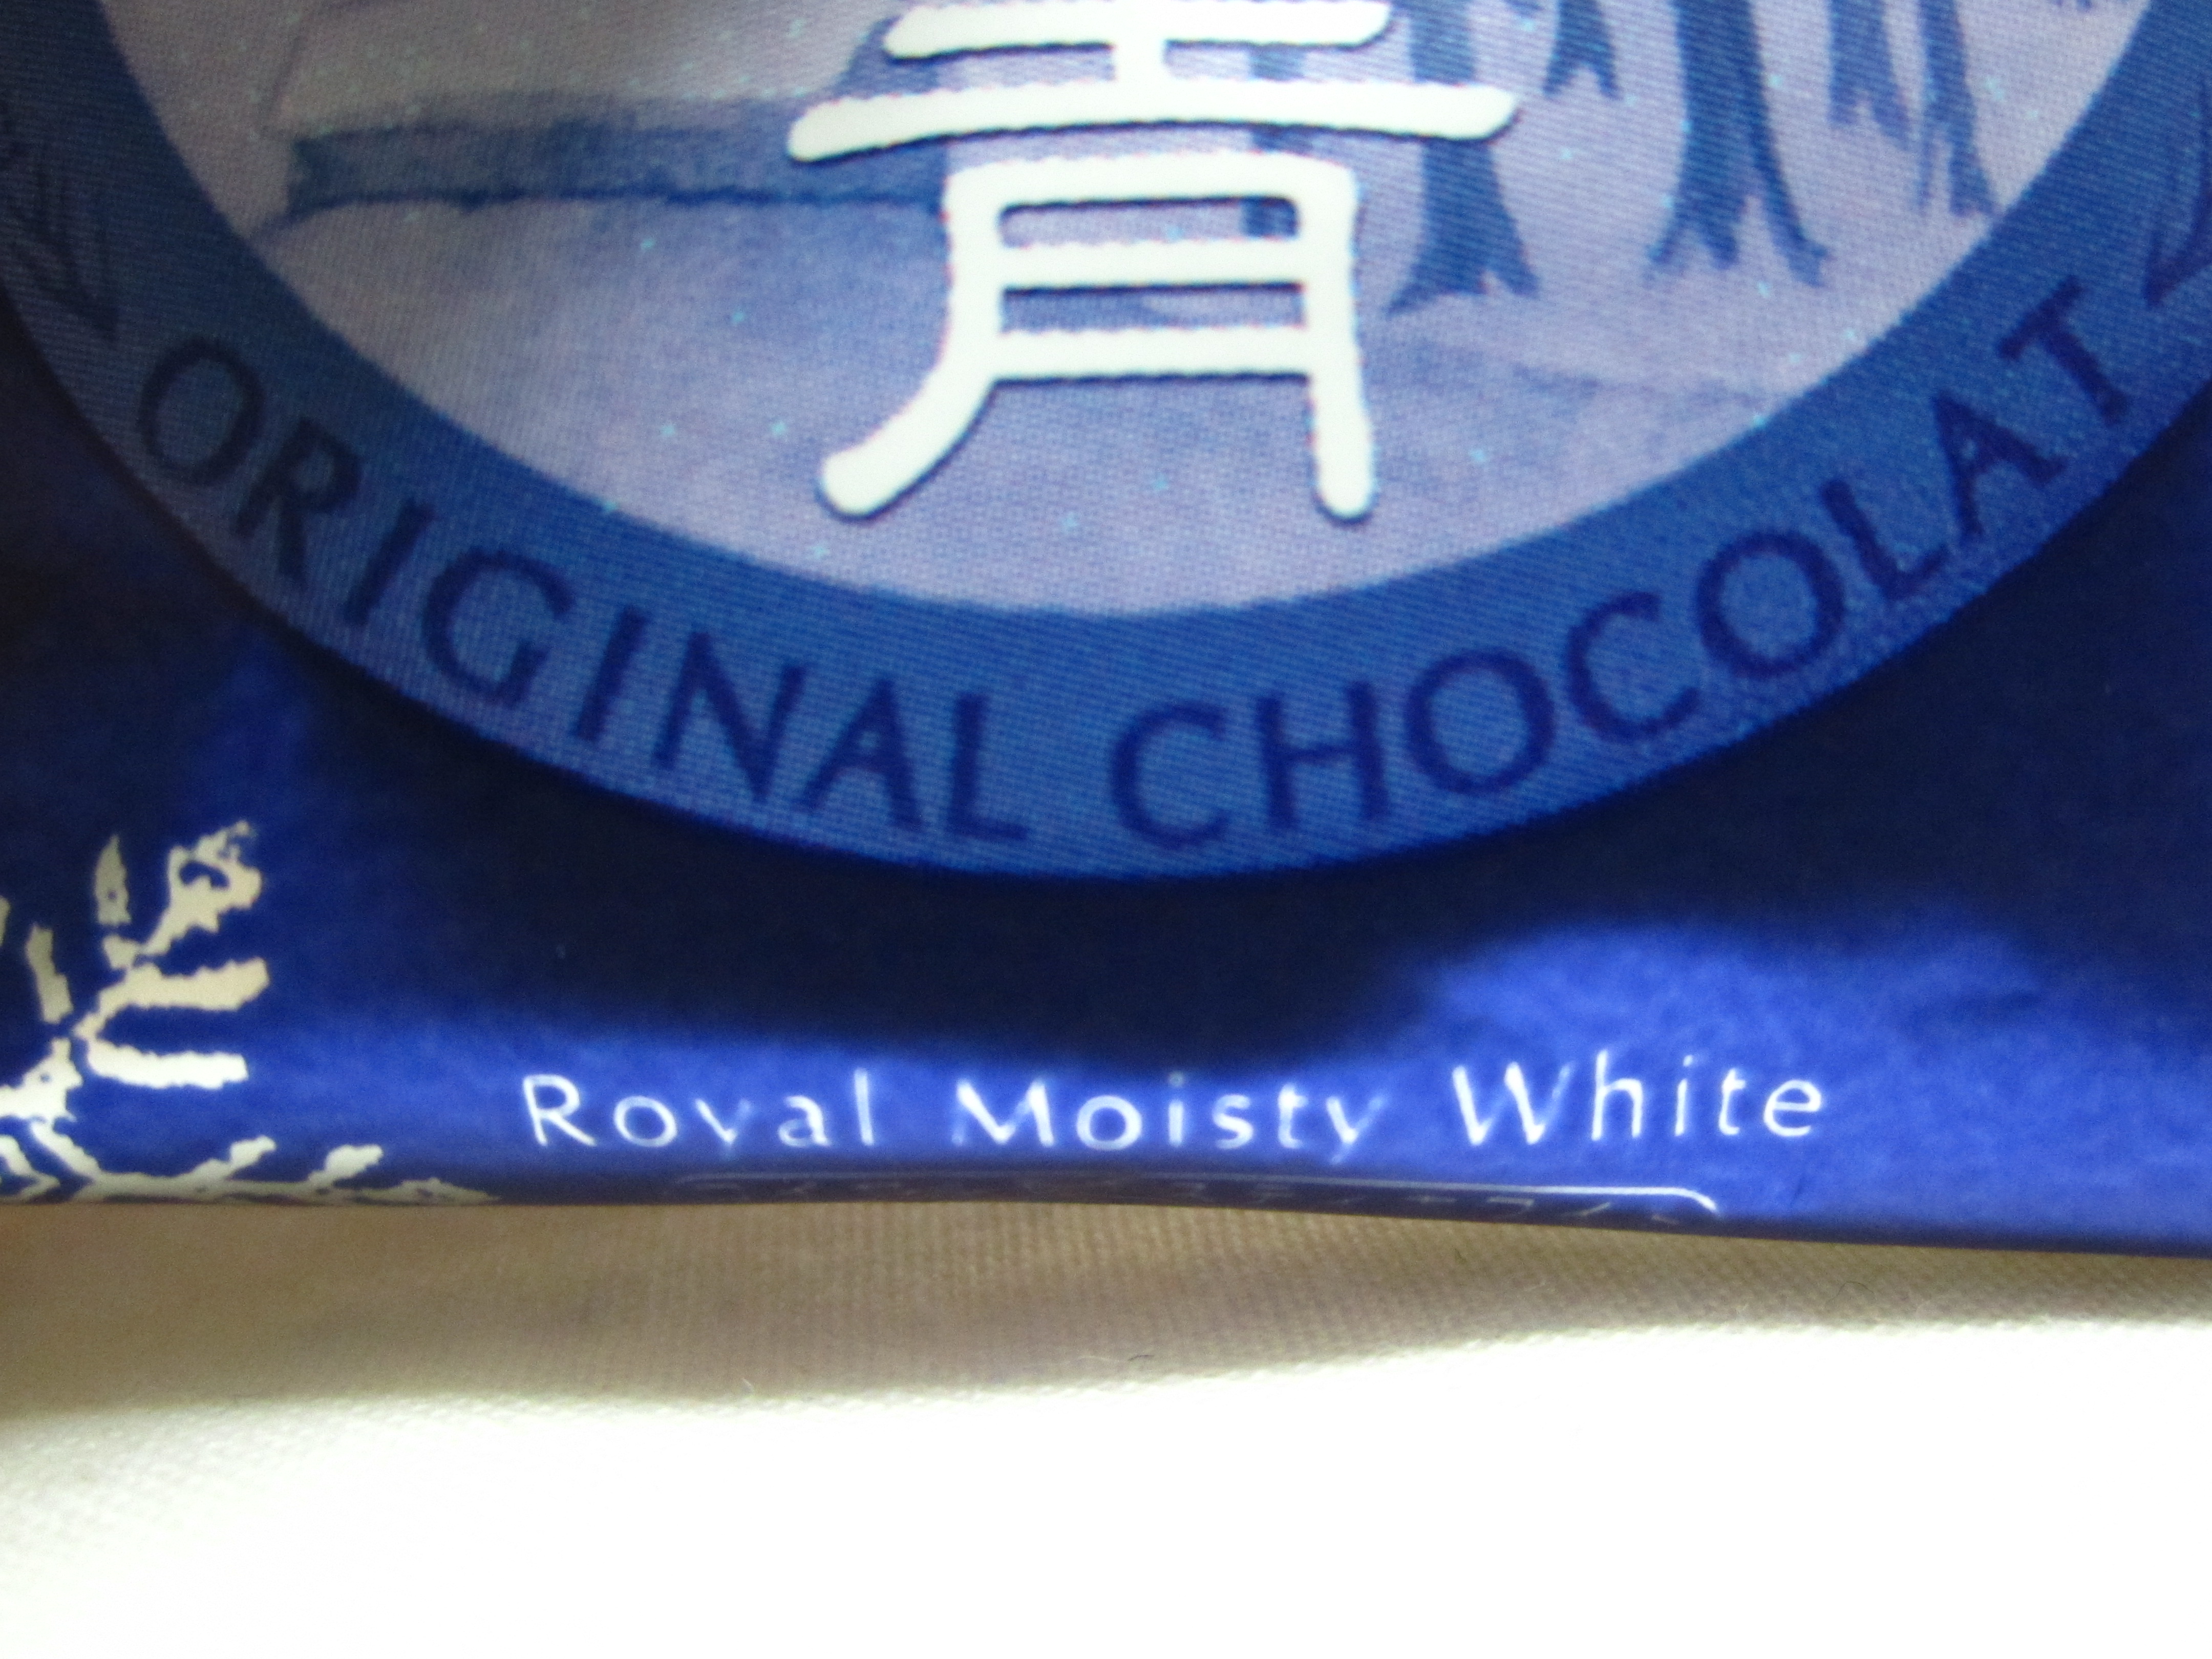 青
ORIGINAL CHOCOLAT
Royal Moisty White